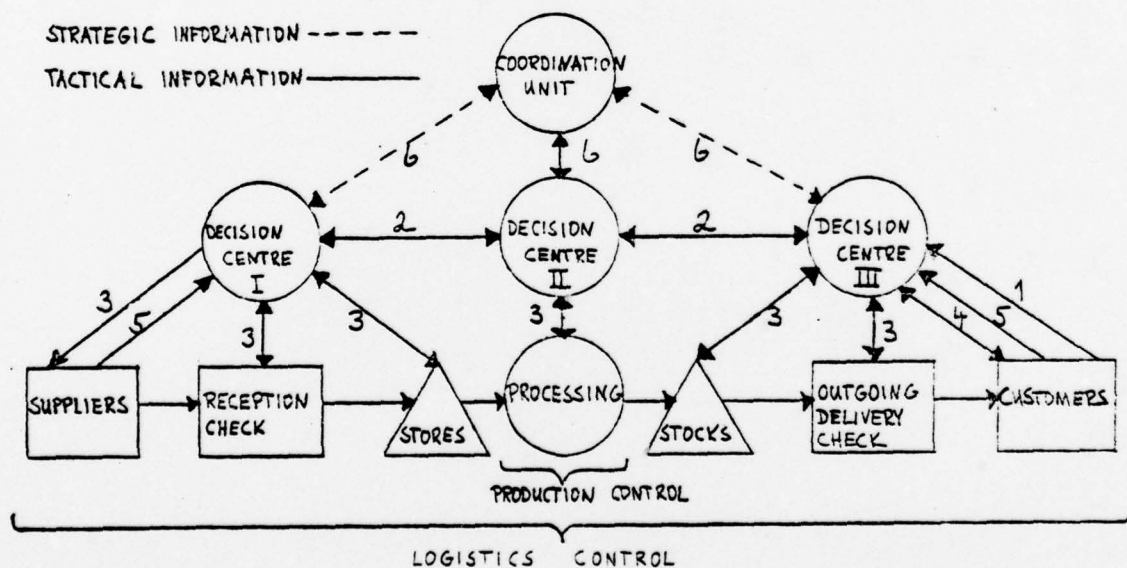 STRATEGIC INFORMATION
TACTICAL INFORMATION
COORDINATION
UNIT
6
6
6
DECISION
CENTRE
I
2
DECISION
CENTRE
II
2
DECISION
CENTRE
III
3
5
3
3
3
3
3
4
5
1
SUPPLIERS
RECEPTION
CHECK
STORES
PROCESSING
STOCKS
OUTGOING
DELIVERY
CHECK
CUSTOMERS
PRODUCTION CONTROL
LOGISTICS CONTROL